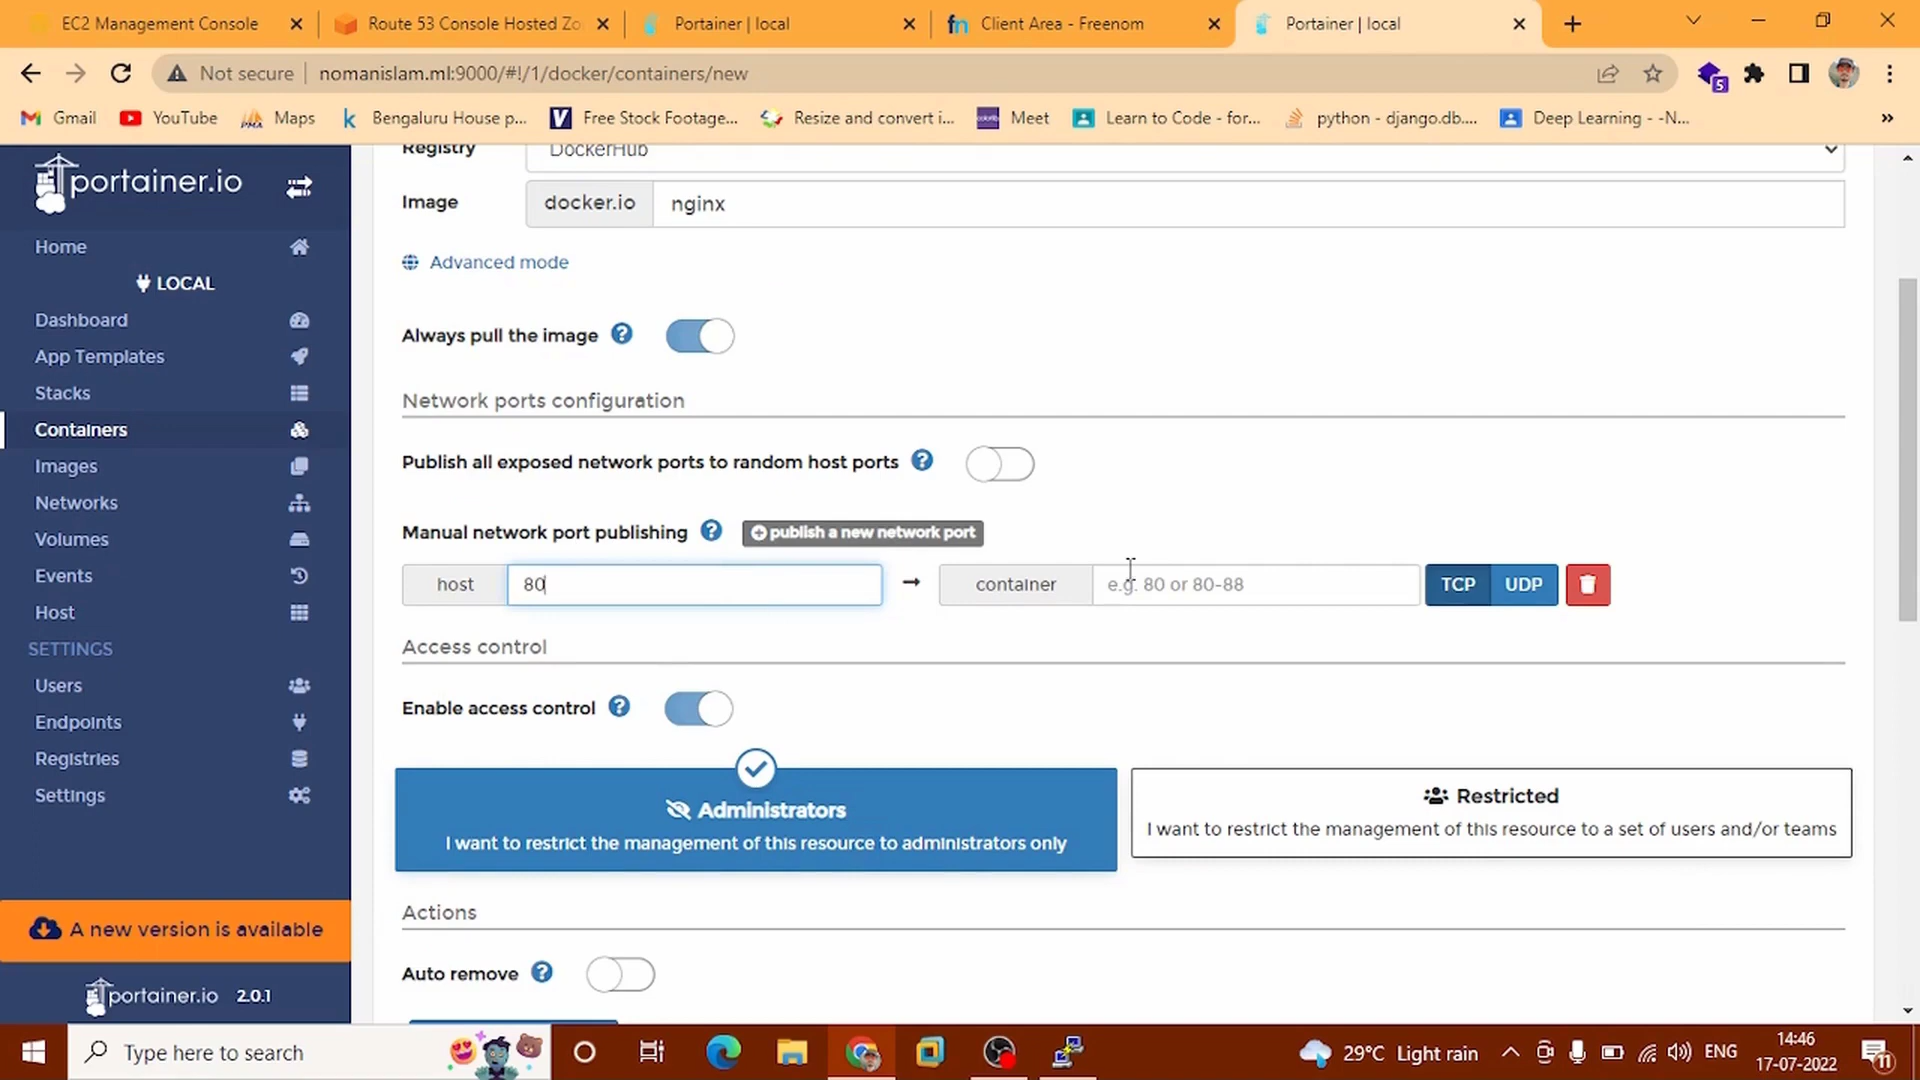 EC2 Management Console
Route 53 Console Hosted Zo
Portainer | local
fn Client Area - Freenom
Portainer | local
Not secure
nomanislam.ml:9000/#!/1/docker/containers/new
5
Gmail
YouTube
Maps
Bengaluru House p...
Free Stock Footage...
Resize and convert i...
Meet
Learn to Code - for...
python - django.db....
Deep Learning - -N...
»
portainer.io
Home
LOCAL
Dashboard
App Templates
Stacks
Containers
Images
Networks
Volumes
Events
Host
SETTINGS
Users
Endpoints
Registries
Settings
A new version is available
portainer.io 2.0.1
Registry
DockerHub
Image
docker.io
nginx
Advanced mode
Always pull the image
Network ports configuration
Publish all exposed network ports to random host ports
Manual network port publishing
publish a new network port
host
80
container
e.g. 80 or 80-88
TCP
UDP
Access control
Enable access control
Administrators
I want to restrict the management of this resource to administrators only
Restricted
I want to restrict the management of this resource to a set of users and/or teams
Actions
Auto remove
Type here to search
29°C Light rain
ENG
14:46
17-07-2022
11